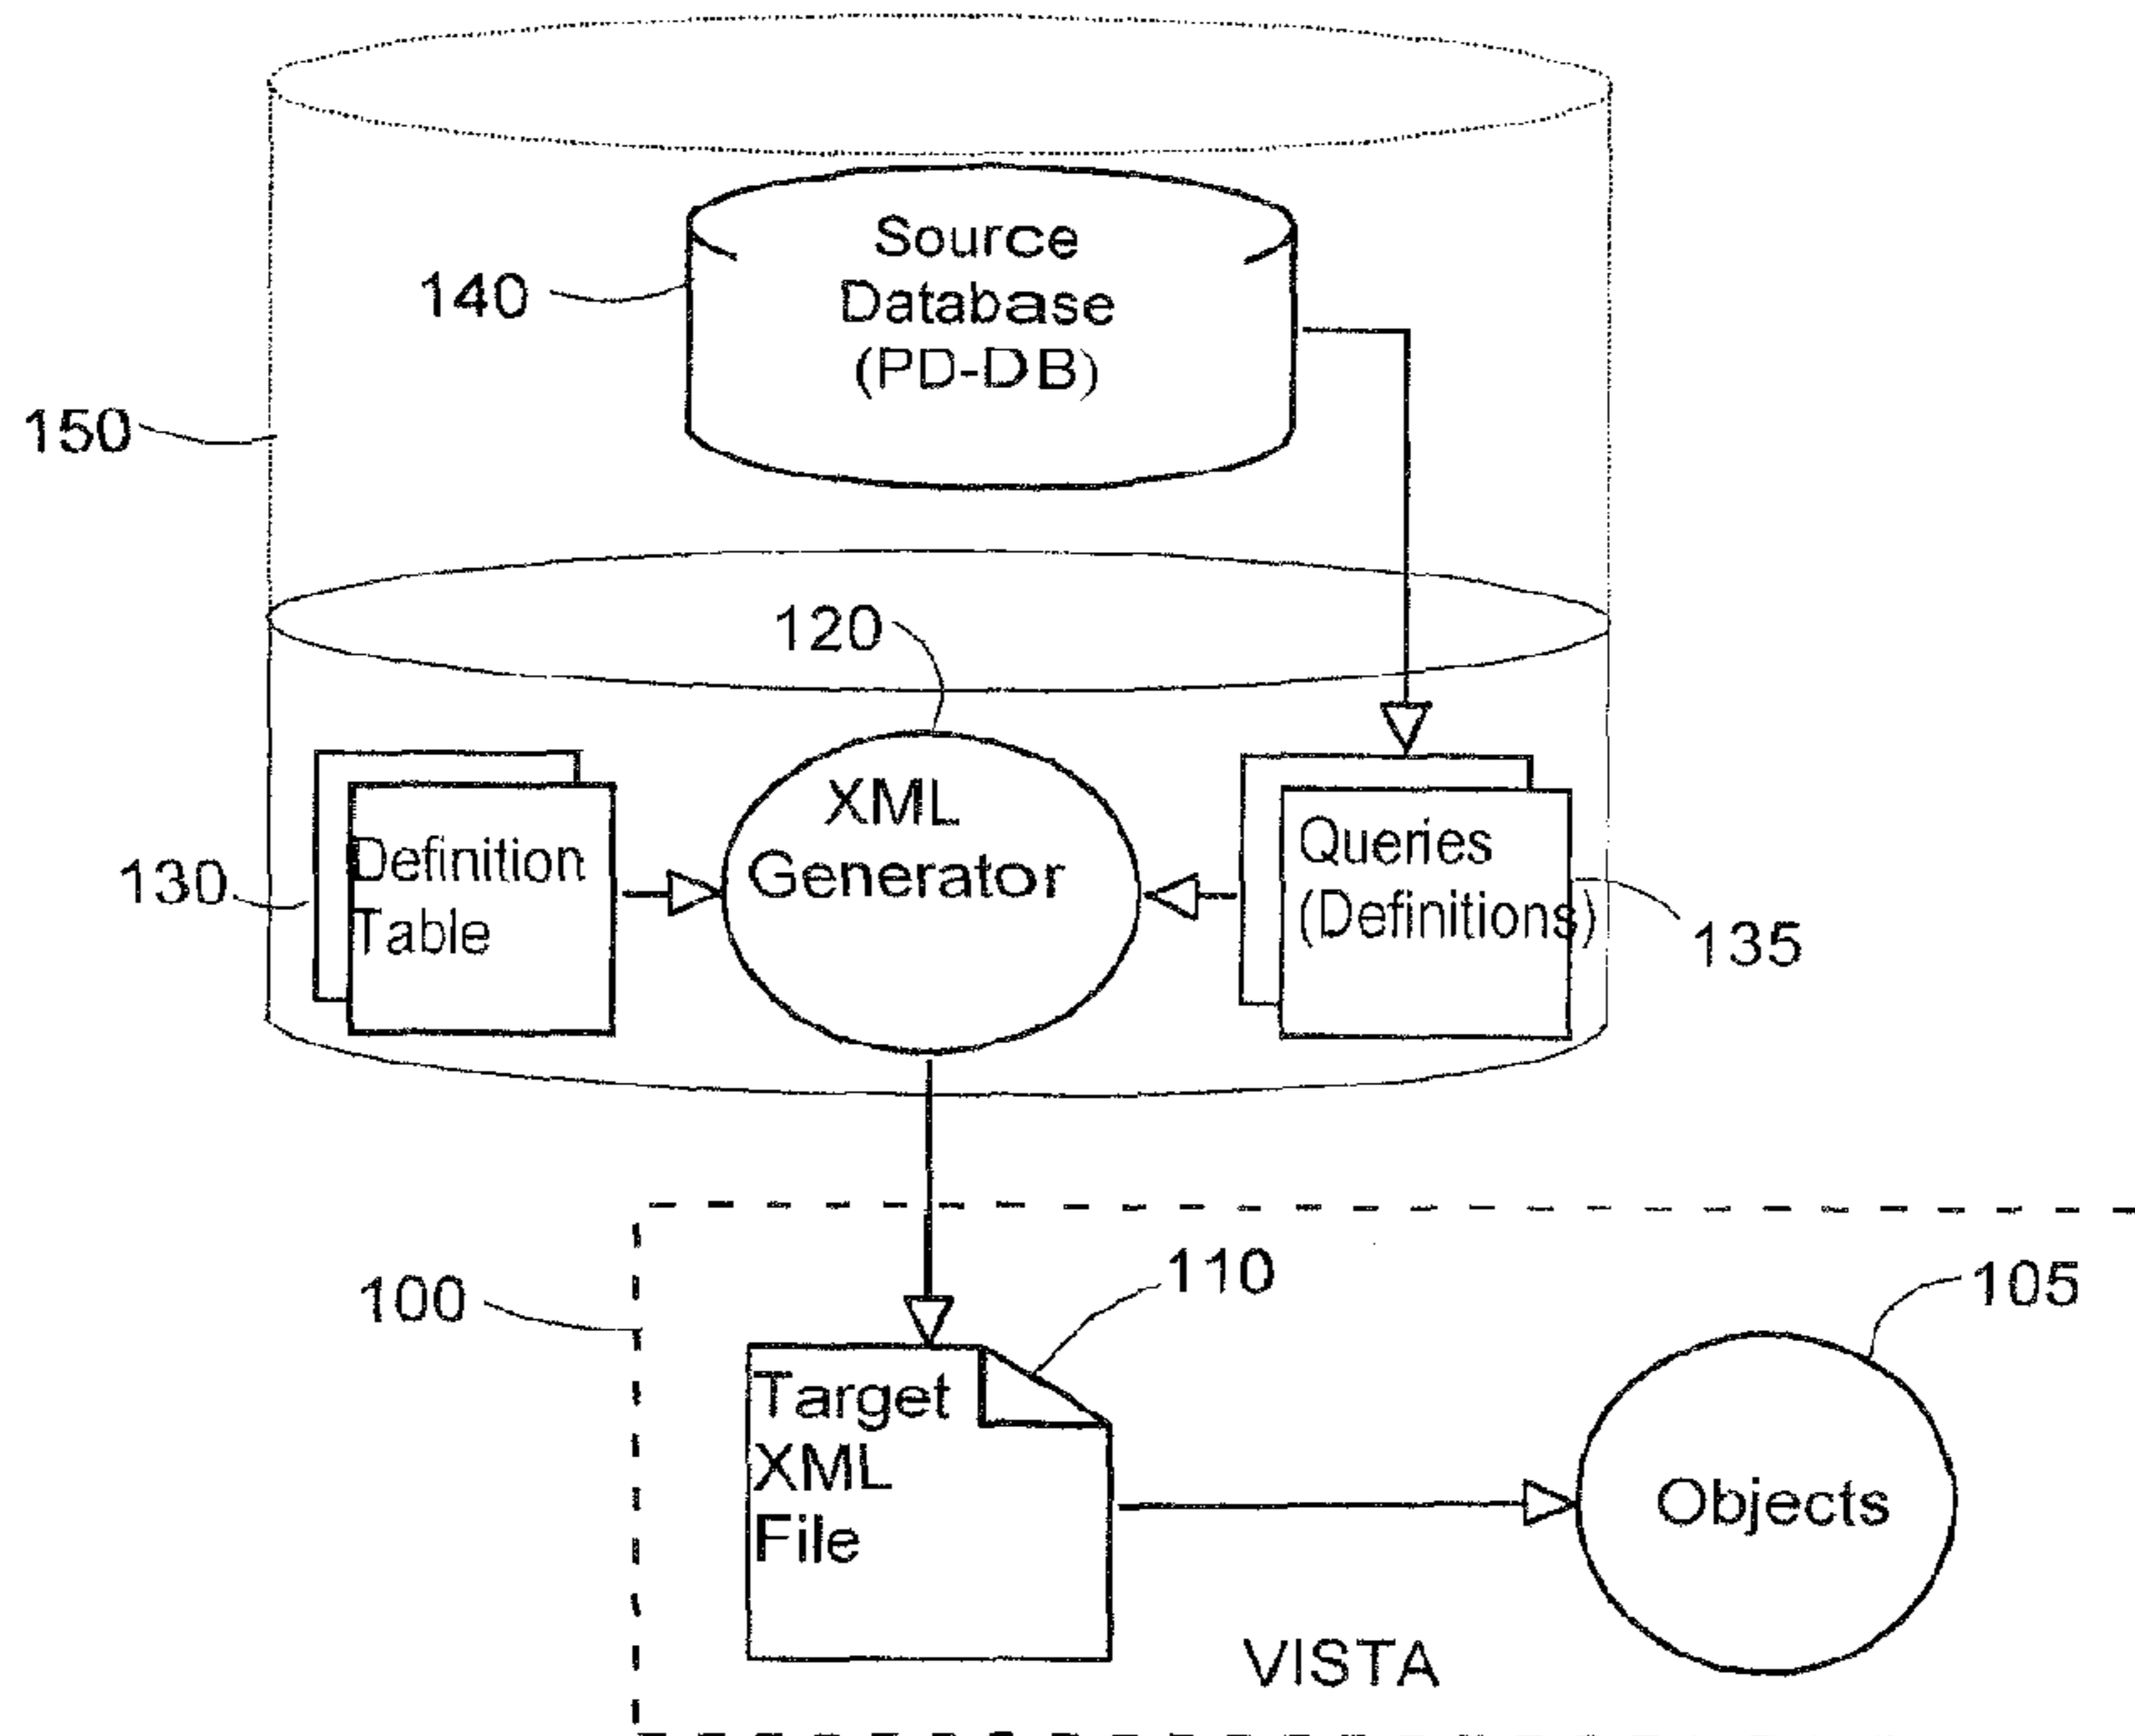 Source
Database
(PD-DB)
140
150
120
XML
Generator
Definition
Table
130
Queries
(Definitions)
135
100
110
105
Target
XML
File
Objects
VISTA